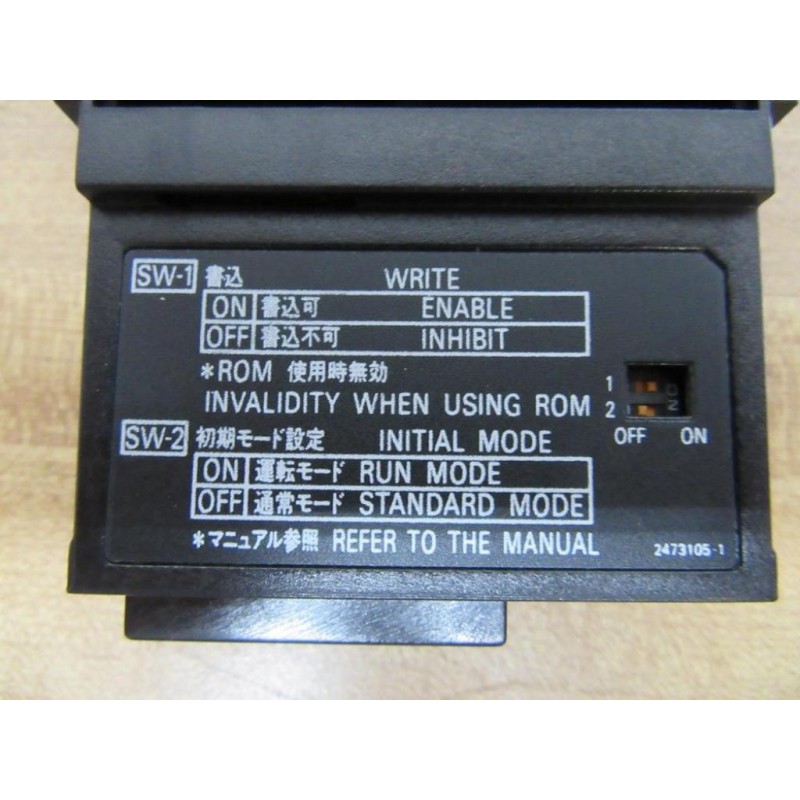 SW-1 書込 WRITE
ON 書込可 ENABLE
OFF 書込不可 INHIBIT
*ROM 使用時無効
INVALIDITY WHEN USING ROM
1
2
OFF ON
SW-2 初期モード設定 INITIAL MODE
ON 運転モード RUN MODE
OFF 通常モード STANDARD MODE
*マニュアル参照 REFER TO THE MANUAL
2473105-1